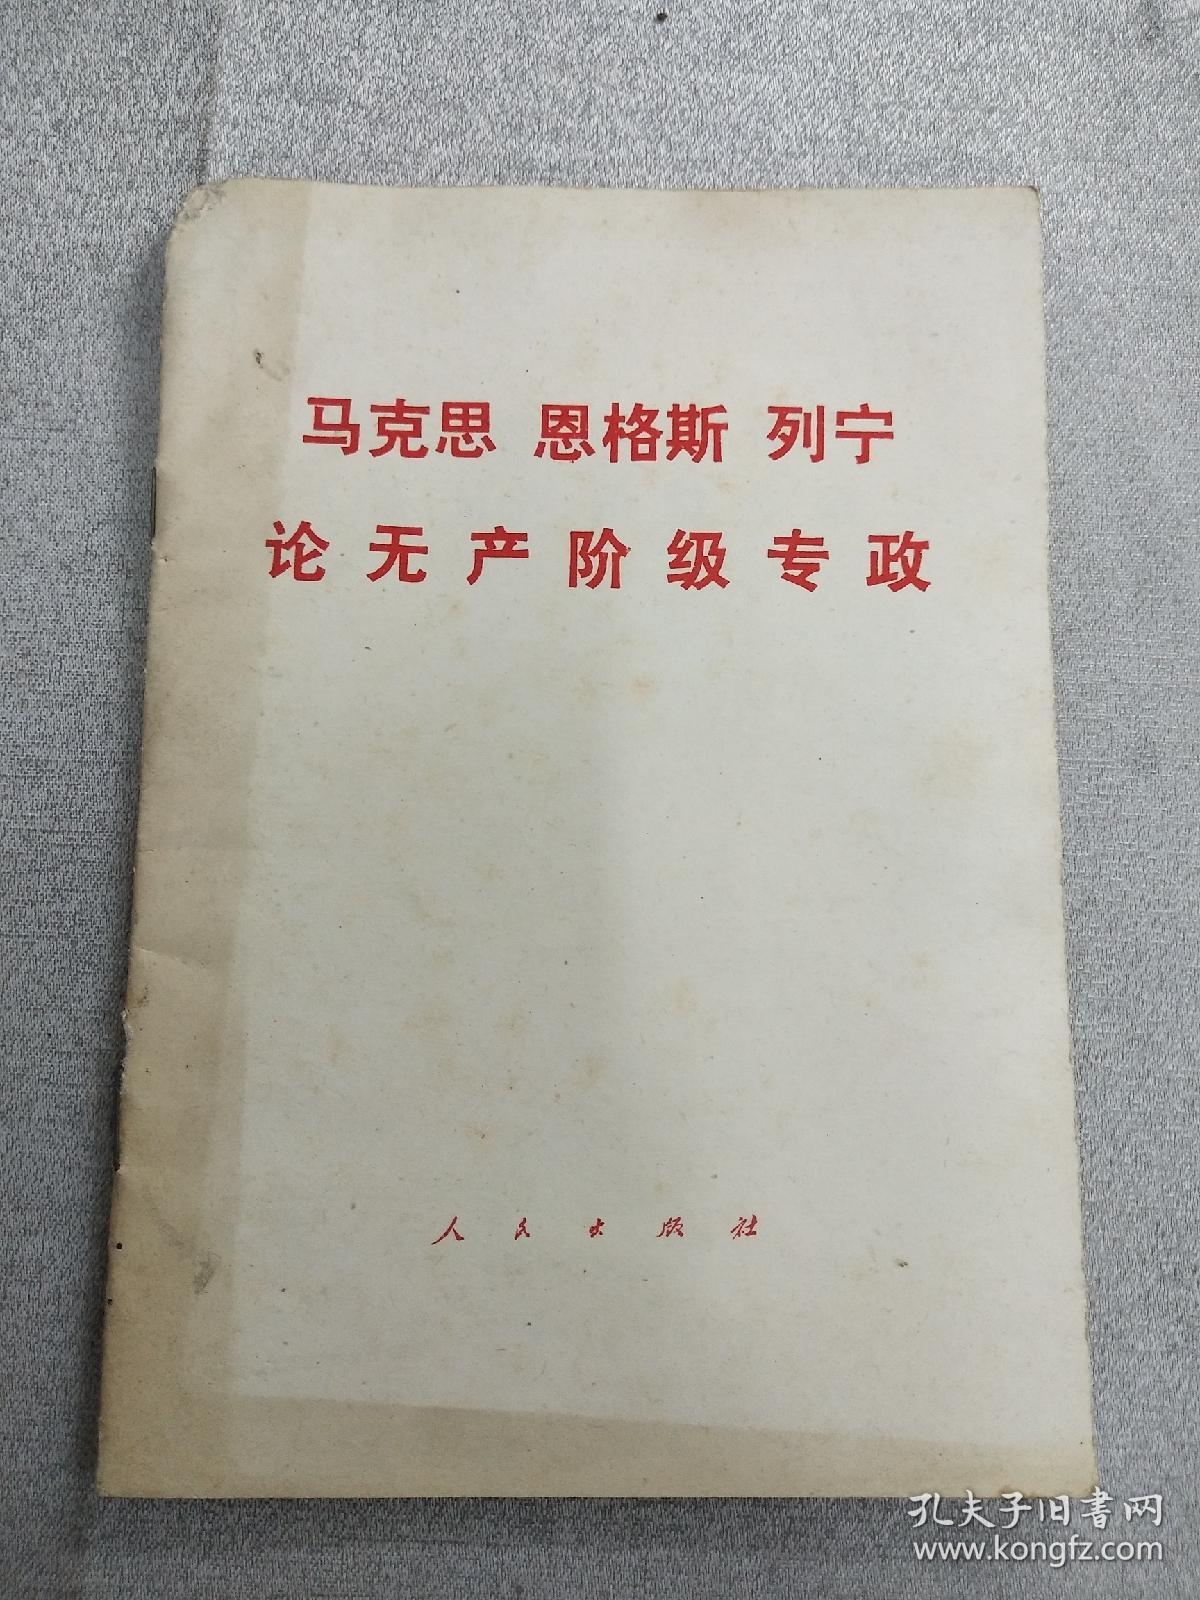 马克思 恩格斯 列宁
论无产阶级专政
人民出版社
孔夫子旧书网
www.kongfz.com